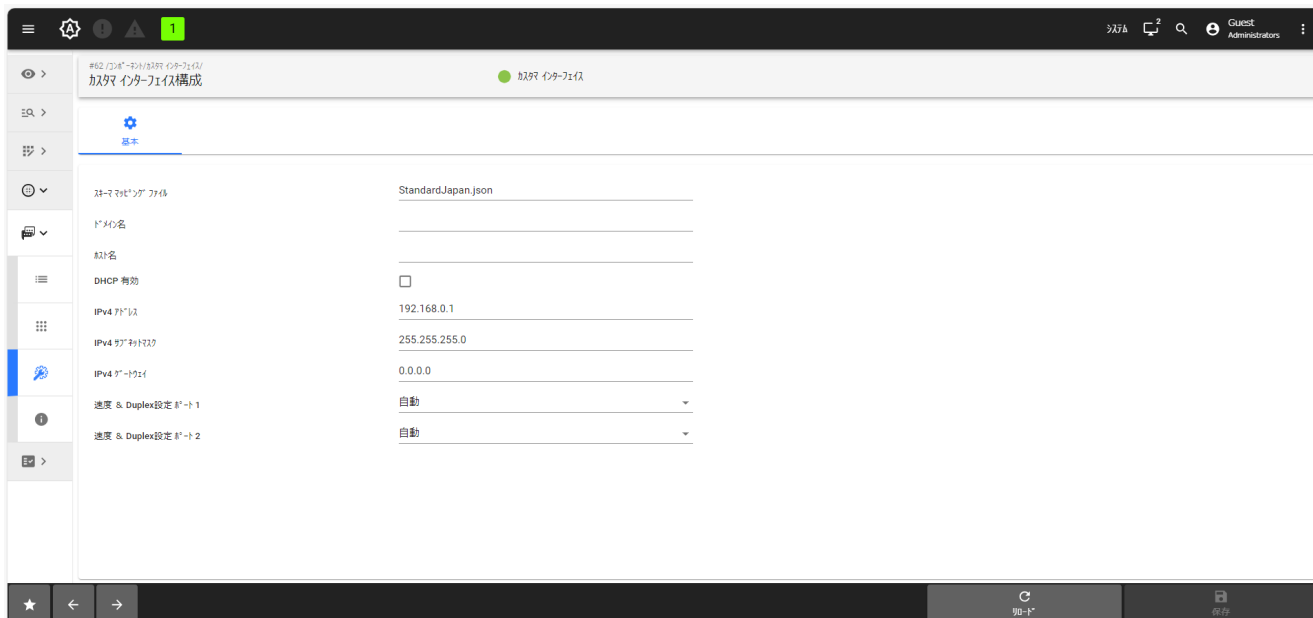 1
ｼｽﾃﾑ
2
Guest
Administrators
#62 /ｺﾝﾎﾟｰﾈﾝﾄ/ｶｽﾀﾏ ｲﾝﾀｰﾌｪｲｽ/
ｶｽﾀﾏ ｲﾝﾀｰﾌｪｲｽ構成
ｶｽﾀﾏ ｲﾝﾀｰﾌｪｲｽ
基本
ｽｷｰﾏ ﾏｯﾋﾟﾝｸﾞ ﾌｧｲﾙ StandardJapan.json
ﾄﾞﾒｲﾝ名
ﾎｽﾄ名
DHCP 有効
IPv4 ｱﾄﾞﾚｽ 192.168.0.1
IPv4 ｻﾌﾞﾈｯﾄﾏｽｸ 255.255.255.0
IPv4 ｹﾞｰﾄｳｪｲ 0.0.0.0
速度 & Duplex設定 ﾎﾟｰﾄ 1 自動
速度 & Duplex設定 ﾎﾟｰﾄ 2 自動
ﾘﾛｰﾄﾞ
保存